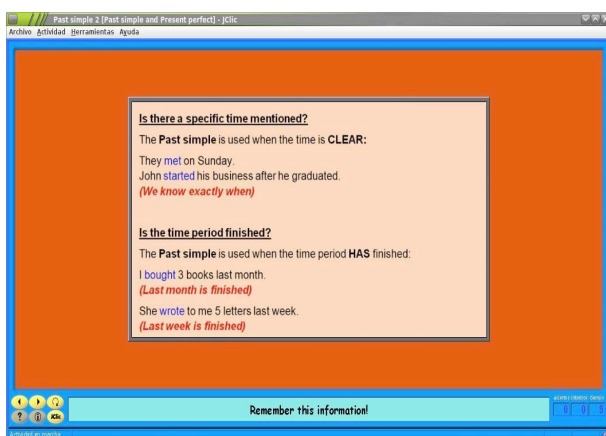 Past simple 2 [Past simple and Present perfect] - JClic
Archivo Actividad Herramientas Ayuda
Is there a specific time mentioned?
The Past simple is used when the time is CLEAR:
They met on Sunday.
John started his business after he graduated.
(We know exactly when)
Is the time period finished?
The Past simple is used when the time period HAS finished:
I bought 3 books last month.
(Last month is finished)
She wrote to me 5 letters last week.
(Last week is finished)
Remember this information!
0 0 5
Actividad en marcha